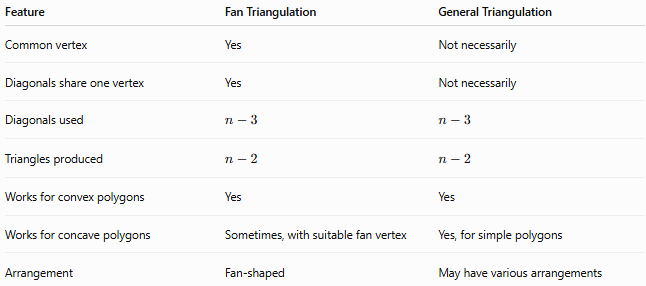 Feature Fan Triangulation General Triangulation
Common vertex Yes Not necessarily
Diagonals share one vertex Yes Not necessarily
Diagonals used n − 3 n − 3
Triangles produced n − 2 n − 2
Works for convex polygons Yes Yes
Works for concave polygons Sometimes, with suitable fan vertex Yes, for simple polygons
Arrangement Fan-shaped May have various arrangements